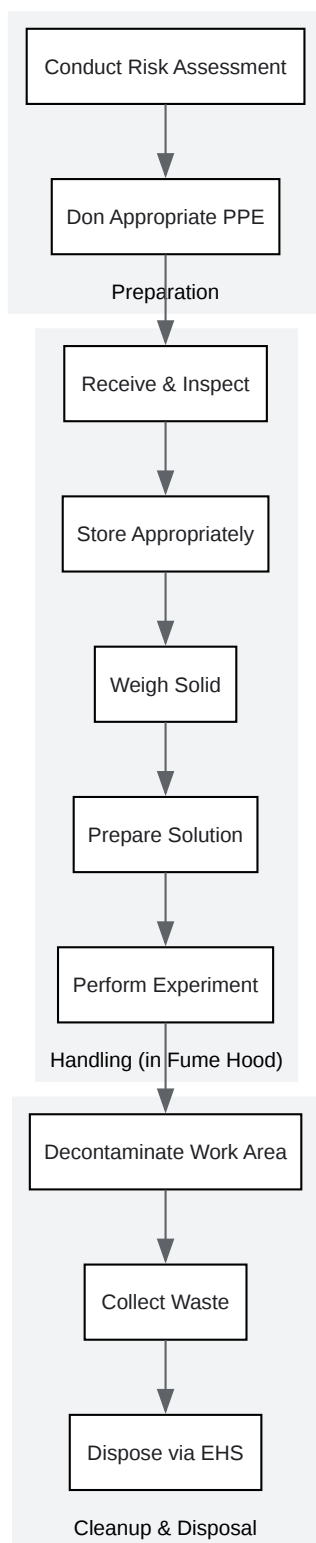 Conduct Risk Assessment
Don Appropriate PPE
Preparation
Receive & Inspect
Store Appropriately
Weigh Solid
Prepare Solution
Perform Experiment
Handling (in Fume Hood)
Decontaminate Work Area
Collect Waste
Dispose via EHS
Cleanup & Disposal